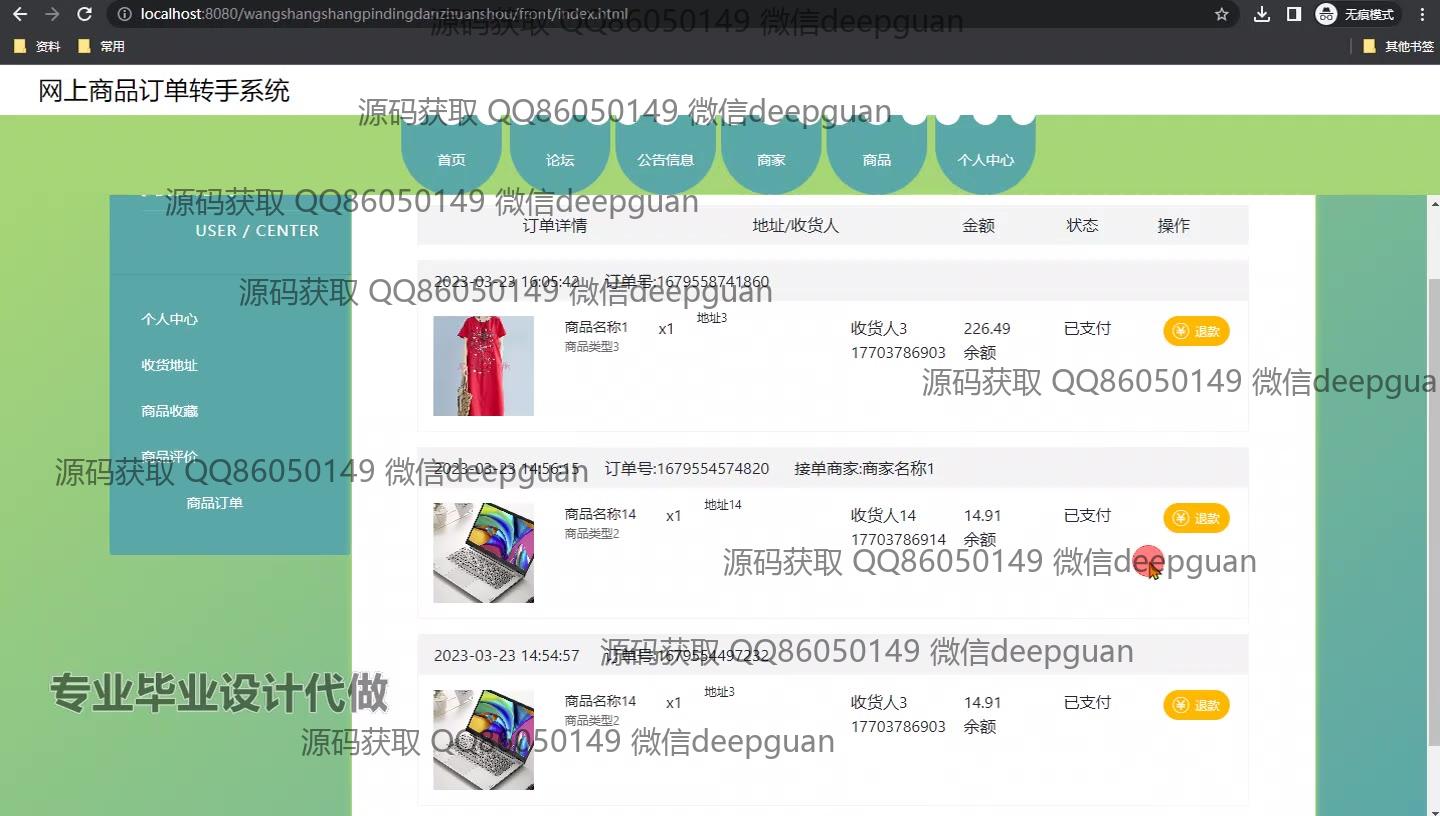 localhost:8080/wangshangshangpindingdanzhuanshou/front/index.html
无痕模式
资料
常用
其他书签
源码获取 QQ86050149 微信deepguan
网上商品订单转手系统
源码获取 QQ86050149 微信deepguan
首页
论坛
公告信息
商家
商品
个人中心
源码获取 QQ86050149 微信deepguan
USER / CENTER
个人中心
收货地址
商品收藏
商品评价
商品订单
订单详情
地址/收货人
金额
状态
操作
2023-03-23 16:05:42
订单号:1679558741860
源码获取 QQ86050149 微信deepguan
商品名称1
商品类型3
x1
地址3
收货人3
17703786903
226.49
余额
已支付
退款
源码获取 QQ86050149 微信deepgua
2023-03-23 14:56:15
订单号:1679554574820
接单商家:商家名称1
源码获取 QQ86050149 微信deepguan
商品名称14
商品类型2
x1
地址14
收货人14
17703786914
14.91
余额
已支付
退款
源码获取 QQ86050149 微信deepguan
2023-03-23 14:54:57
订单号:1679554497232
源码获取 QQ86050149 微信deepguan
商品名称14
商品类型2
x1
地址3
收货人3
17703786903
14.91
余额
已支付
退款
专业毕业设计代做
源码获取 QQ86050149 微信deepguan